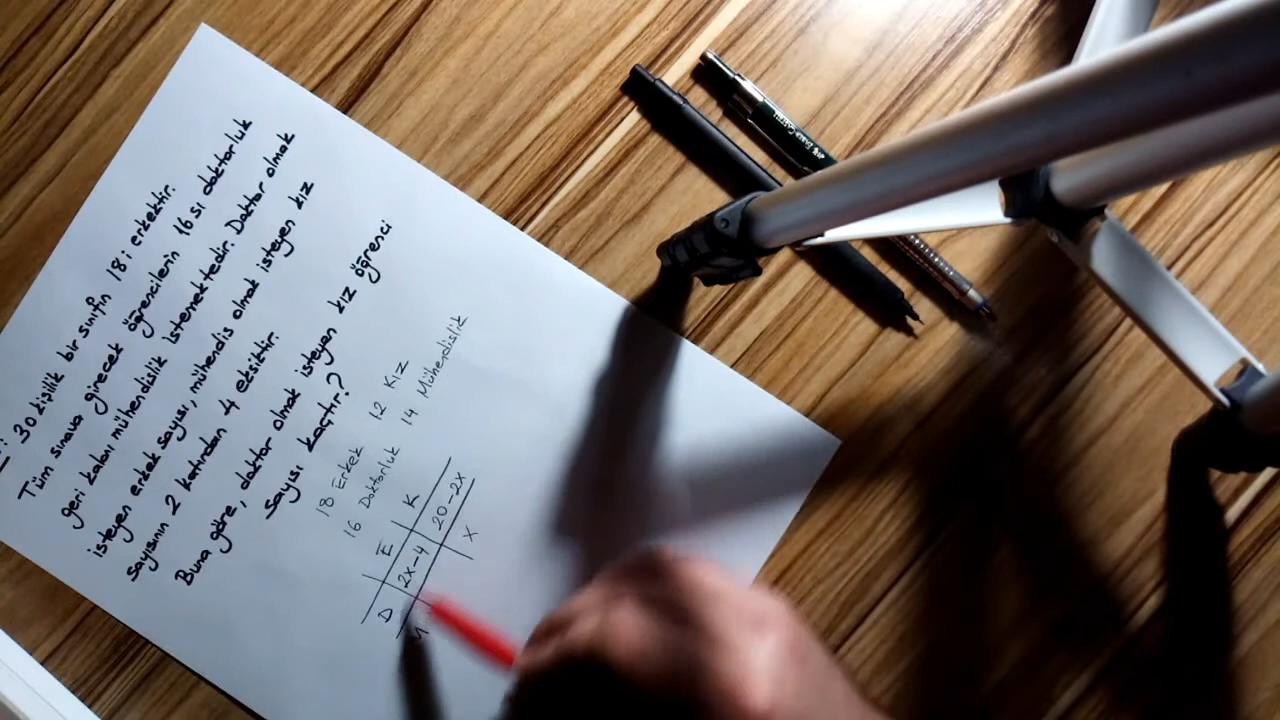 30 kişilik bir sınıfın 18'i erkektir.
Tüm sınava girecek öğrencilerin 16 sı doktorluk
geri kalanı mühendislik istemektedir. Doktor olmak
isteyen erkek sayısı, mühendis olmak isteyen kız
sayısının 2 katından 4 eksiktir.
Buna göre, doktor olmak isteyen kız öğrenci
sayısı kaçtır?
18 Erkek 12 Kız
16 Doktorluk 14 Mühendislik
E K
D 2x-4 20-2x
M x